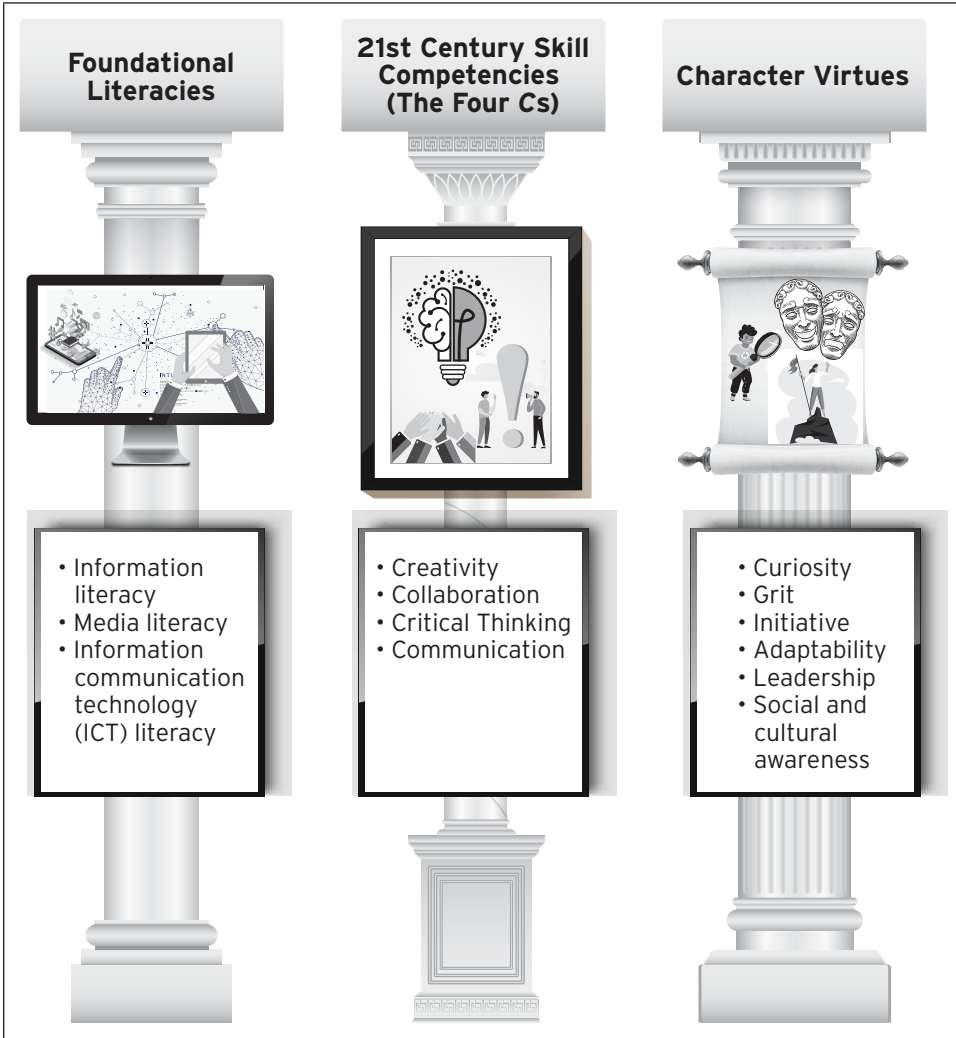 Foundational
Literacies
21st Century Skill
Competencies
(The Four Cs)
Character Virtues
INTU
• Information
literacy
• Media literacy
• Information
communication
technology
(ICT) literacy
• Creativity
• Collaboration
• Critical Thinking
• Communication
• Curiosity
• Grit
• Initiative
• Adaptability
• Leadership
• Social and
cultural
awareness